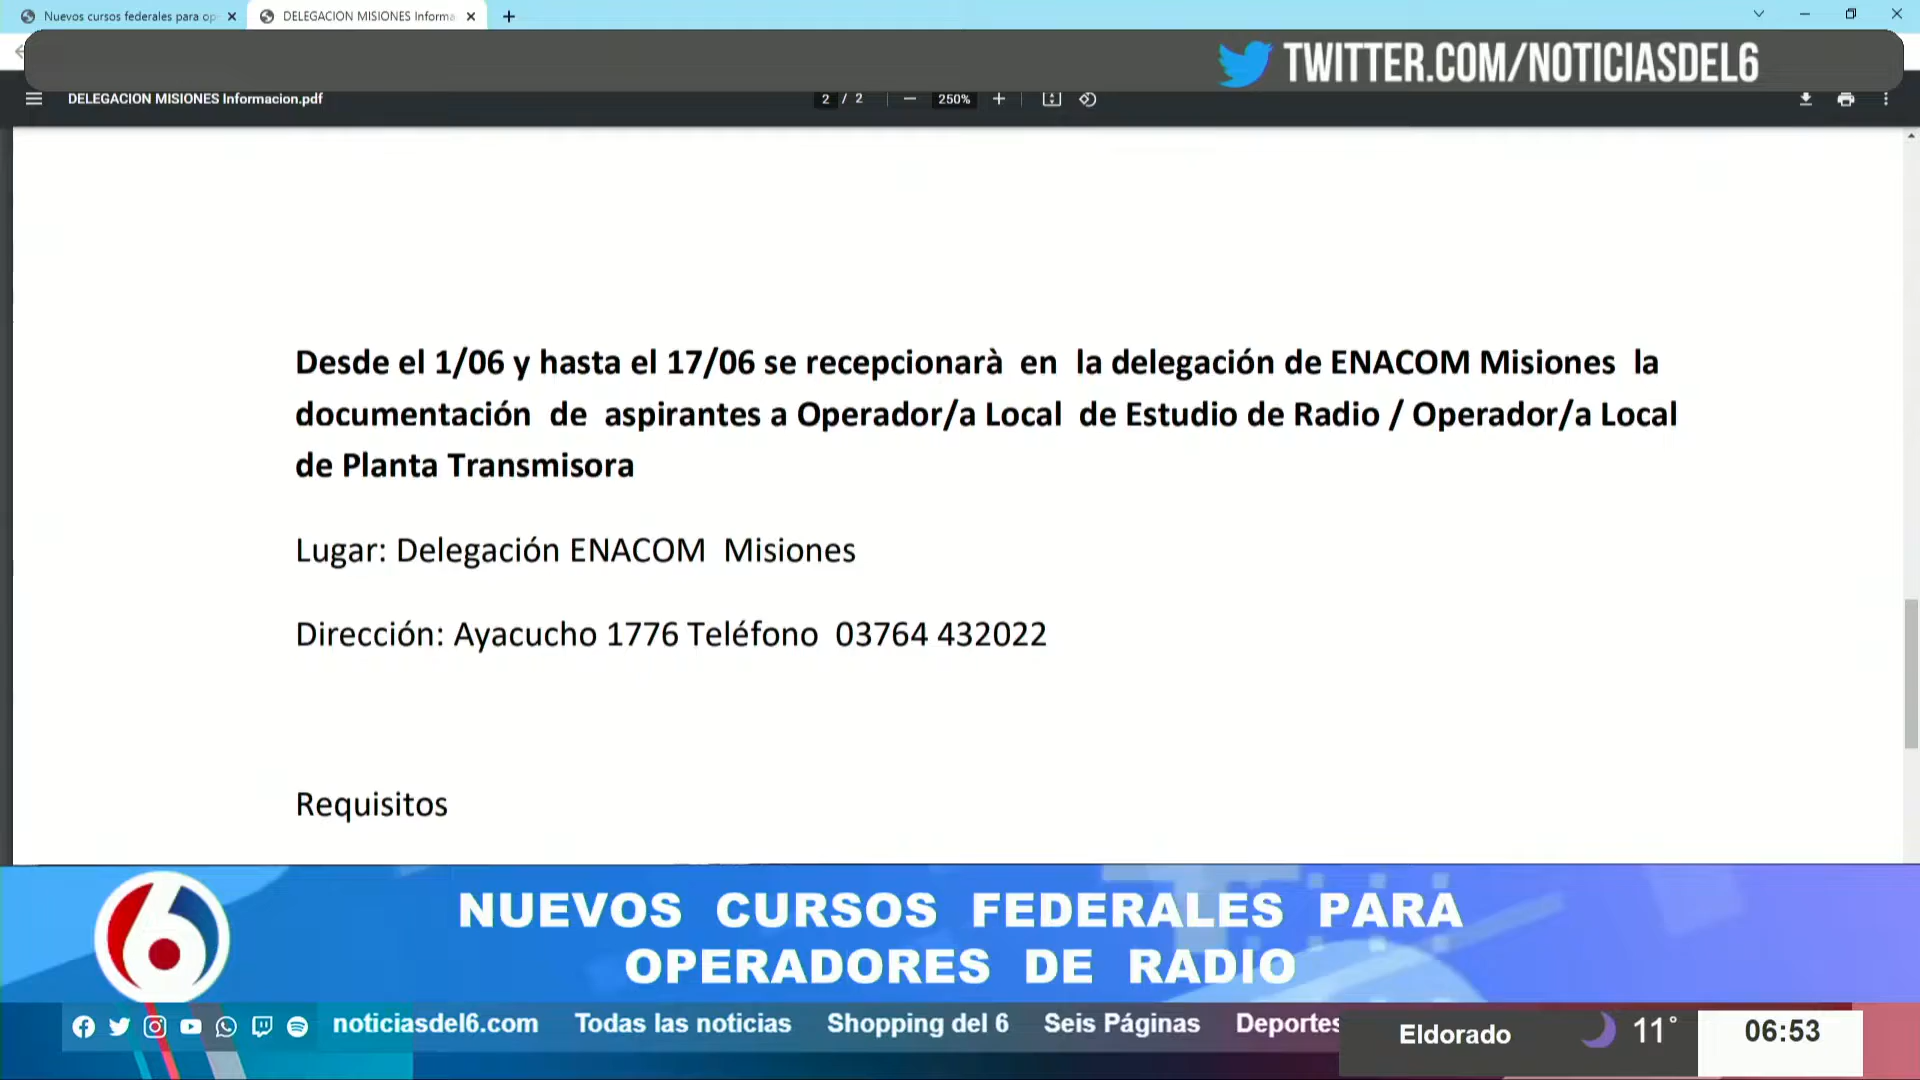 Nuevos cursos federales para op
DELEGACION MISIONES Informa
TWITTER.COM/NOTICIASDEL6
DELEGACION MISIONES Informacion.pdf
2 / 2
250%
Desde el 1/06 y hasta el 17/06 se recepcionarà en la delegación de ENACOM Misiones la
documentación de aspirantes a Operador/a Local de Estudio de Radio / Operador/a Local
de Planta Transmisora
Lugar: Delegación ENACOM Misiones
Dirección: Ayacucho 1776 Teléfono 03764 432022
Requisitos
6
NUEVOS CURSOS FEDERALES PARA
OPERADORES DE RADIO
noticiasdel6.com Todas las noticias Shopping del 6 Seis Páginas Deportes
Eldorado 11° 06:53